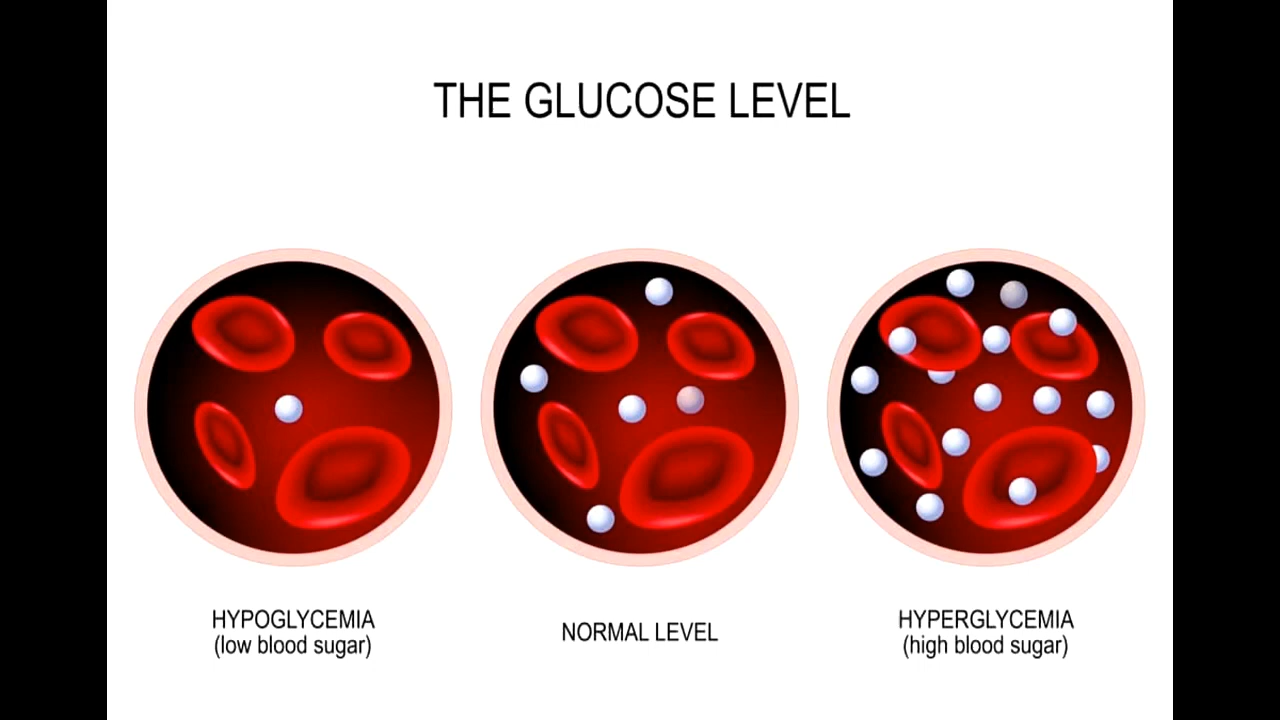 THE GLUCOSE LEVEL
HYPOGLYCEMIA
(low blood sugar)
NORMAL LEVEL
HYPERGLYCEMIA
(high blood sugar)